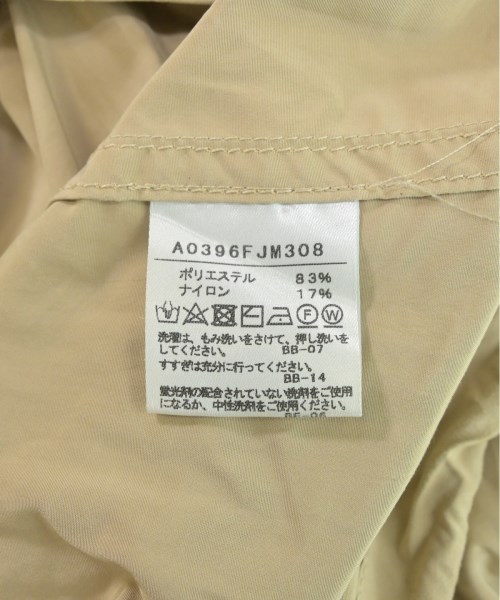 A0396FJM308
ポリエステル 83%
ナイロン 17%
F W
洗濯は、もみ洗いをさけて、押し洗いを
してください。 BB-07
すすぎは充分に行ってください。
BB-14
蛍光剤の配合されていない洗剤をご使用
になるか、中性洗剤をご使用ください。